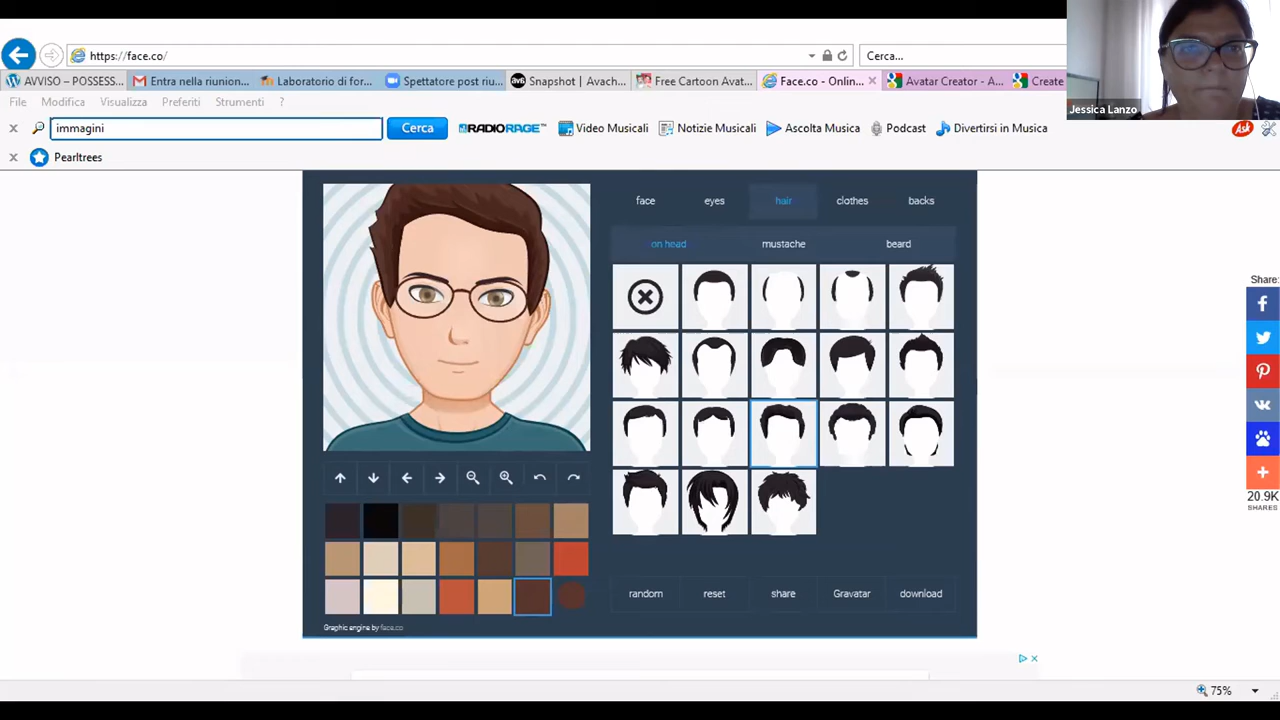 https://face.co/
Cerca...
AVVISO – POSSESS...
Entra nella riunion...
Laboratorio di for...
Spettatore post riu...
Snapshot | Avach...
Free Cartoon Avat...
Face.co - Onlin...
Avatar Creator - A...
Create
Jessica Lanzo
File Modifica Visualizza Preferiti Strumenti ?
immagini
Cerca
RADIORAGE
Video Musicali
Notizie Musicali
Ascolta Musica
Podcast
Divertirsi in Musica
Ask
Pearltrees
face eyes hair clothes backs
on head mustache beard
Share:
20.9K
SHARES
random reset share Gravatar download
Graphic engine by face.co
75%